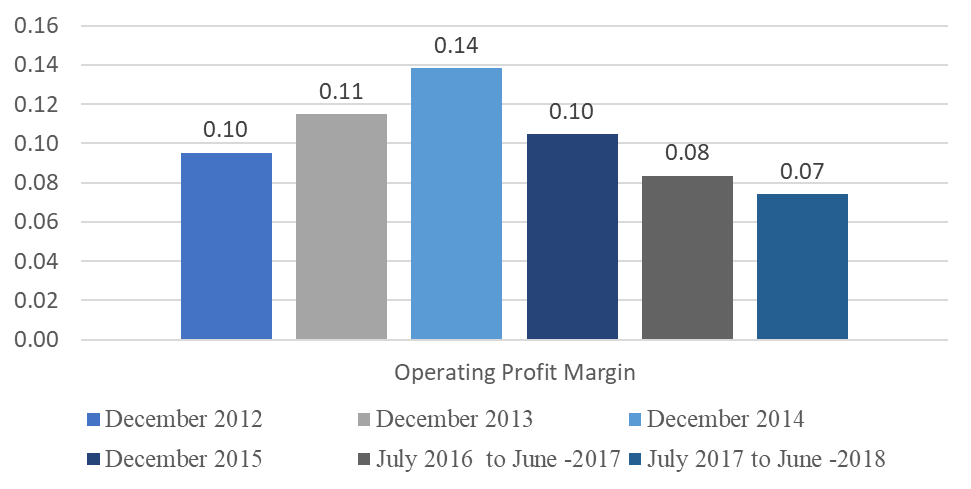 0.16
0.14
0.12
0.10
0.08
0.06
0.04
0.02
0.00
0.10
0.11
0.14
0.10
0.08
0.07
Operating Profit Margin
December 2012
December 2013
December 2014
December 2015
July 2016  to June -2017
July 2017 to June -2018